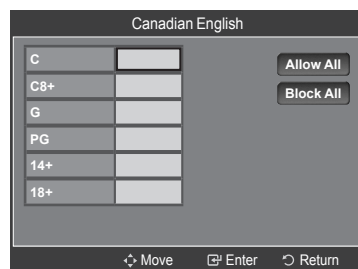 Canadian English
C
Allow All
C8+
Block All
G
PG
14+
18+
Move Enter Return